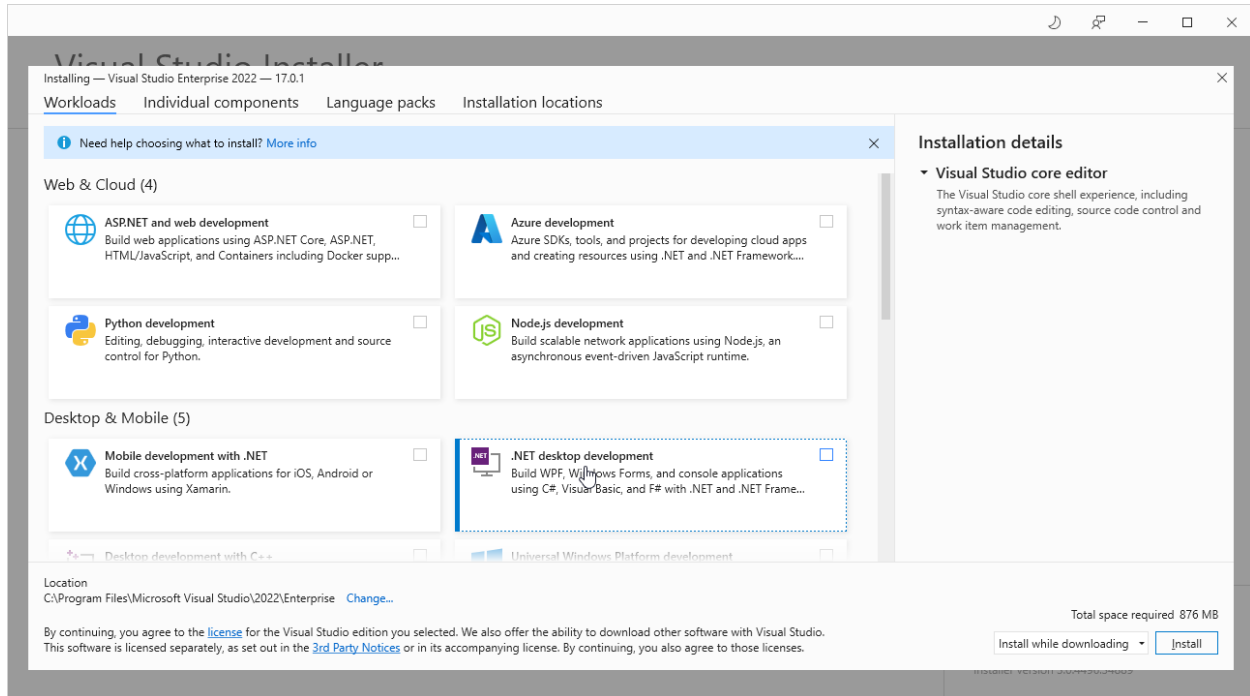 Visual Studio Installer
Installing — Visual Studio Enterprise 2022 — 17.0.1
Workloads Individual components Language packs Installation locations
Need help choosing what to install? More info
Web & Cloud (4)
ASP.NET and web development
Build web applications using ASP.NET Core, ASP.NET,
HTML/JavaScript, and Containers including Docker supp...
Azure development
Azure SDKs, tools, and projects for developing cloud apps
and creating resources using .NET and .NET Framework....
Python development
Editing, debugging, interactive development and source
control for Python.
Node.js development
Build scalable network applications using Node.js, an
asynchronous event-driven JavaScript runtime.
Desktop & Mobile (5)
Mobile development with .NET
Build cross-platform applications for iOS, Android or
Windows using Xamarin.
.NET
.NET desktop development
Build WPF, Windows Forms, and console applications
using C#, Visual Basic, and F# with .NET and .NET Frame...
Desktop development with C++
Universal Windows Platform development
Installation details
Visual Studio core editor
The Visual Studio core shell experience, including
syntax-aware code editing, source code control and
work item management.
Location
C:\Program Files\Microsoft Visual Studio\2022\Enterprise Change...
By continuing, you agree to the license for the Visual Studio edition you selected. We also offer the ability to download other software with Visual Studio.
This software is licensed separately, as set out in the 3rd Party Notices or in its accompanying license. By continuing, you also agree to those licenses.
Total space required 876 MB
Install while downloading Install
Installer Version